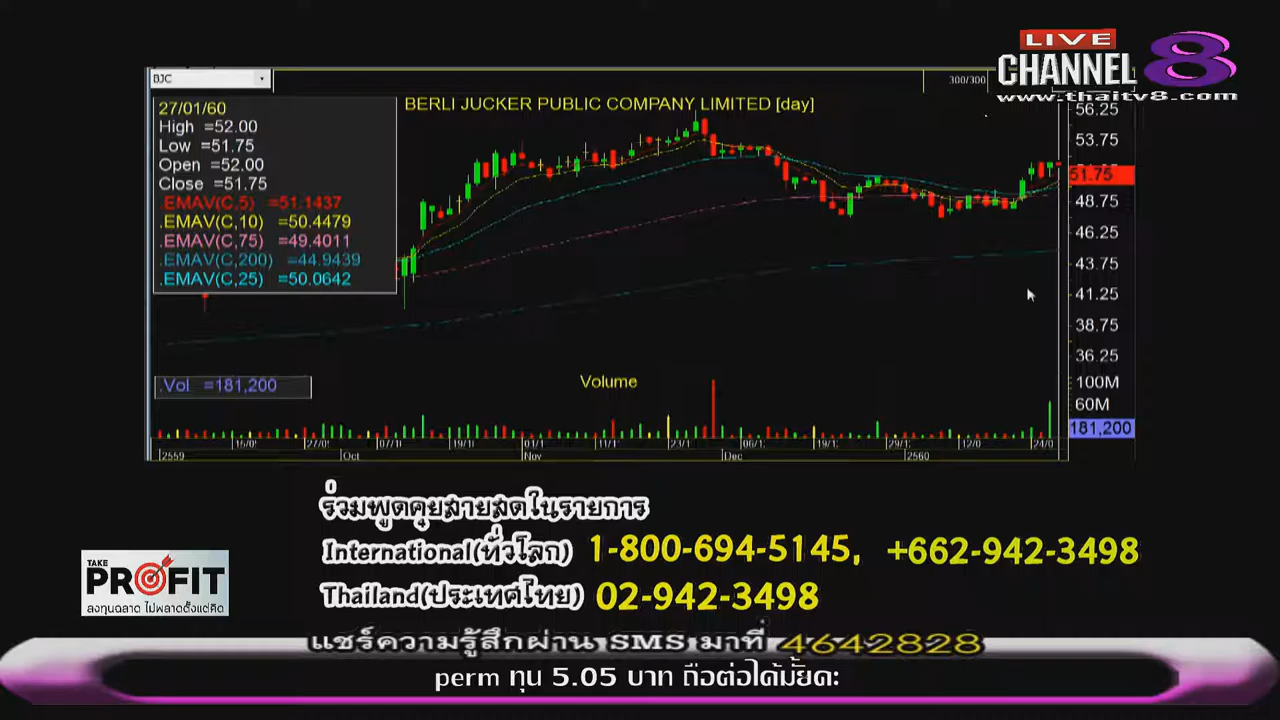 LIVE
CHANNEL 8
www.thaitv8.com
BJC
300/300
BERLI JUCKER PUBLIC COMPANY LIMITED [day]
27/01/60
High =52.00
Low =51.75
Open =52.00
Close =51.75
.EMAV(C,5) =51.1437
.EMAV(C,10) =50.4479
.EMAV(C,75) =49.4011
.EMAV(C,200) =44.9439
.EMAV(C,25) =50.0642
56.25
53.75
51.75
48.75
46.25
43.75
41.25
38.75
36.25
.Vol =181,200
Volume
100M
60M
181,200
2559 Oct Nov Dec 2560
ร่วมพูดคุยสายสดในรายการ
International(ทั่วโลก) 1-800-694-5145, +662-942-3498
Thailand(ประเทศไทย) 02-942-3498
TAKE
PROFIT
ลงทุนฉลาด ไม่พลาดตั้งแต่คิด
แชร์ความรู้สึกผ่าน SMS มาที่ 4642828
perm ทุน 5.05 บาท ถือต่อได้มั้ยคะ